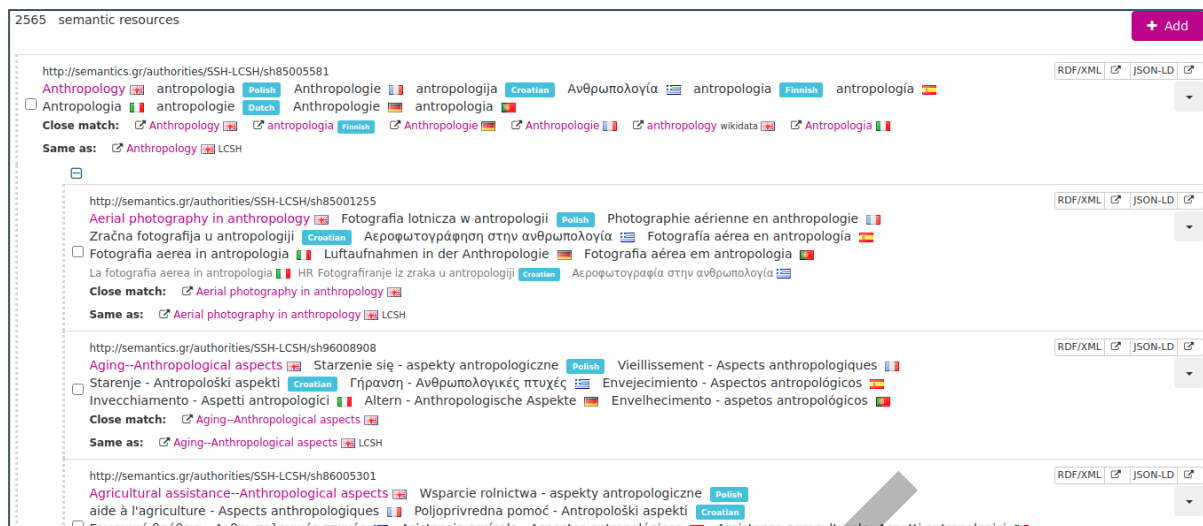 2565 semantic resources
+ Add
http://semantics.gr/authorities/SSH-LCSH/sh85005581
RDF/XML JSON-LD
Anthropology antropologia Polish Anthropologie antropologija Croatian Ανθρωπολογία antropologia Finnish antropología
Antropologia antropologie Dutch Anthropologie antropologia
Close match: Anthropology antropologia Finnish Anthropologie Anthropologie anthropology wikidata Antropologia
Same as: Anthropology LCSH
http://semantics.gr/authorities/SSH-LCSH/sh85001255
RDF/XML JSON-LD
Aerial photography in anthropology Fotografia lotnicza w antropologii Polish Photographie aérienne en anthropologie
Zračna fotografija u antropologiji Croatian Αεροφωτογράφηση στην ανθρωπολογία Fotografía aérea en antropología
Fotografia aerea in antropologia Luftaufnahmen in der Anthropologie Fotografia aérea em antropologia
La fotografia aerea in antropologia HR Fotografiranje iz zraka u antropologiji Croatian Αεροφωτογραφία στην ανθρωπολογία
Close match: Aerial photography in anthropology
Same as: Aerial photography in anthropology LCSH
http://semantics.gr/authorities/SSH-LCSH/sh96008908
RDF/XML JSON-LD
Aging--Anthropological aspects Starzenie się - aspekty antropologiczne Polish Vieillissement - Aspects anthropologiques
Starenje - Antropološki aspekti Croatian Γήρανση - Ανθρωπολογικές πτυχές Envejecimiento - Aspectos antropológicos
Invecchiamento - Aspetti antropologici Altern - Anthropologische Aspekte Envelhecimento - aspetos antropológicos
Close match: Aging--Anthropological aspects
Same as: Aging--Anthropological aspects LCSH
http://semantics.gr/authorities/SSH-LCSH/sh86005301
RDF/XML JSON-LD
Agricultural assistance--Anthropological aspects Wsparcie rolnictwa - aspekty antropologiczne Polish
aide à l'agriculture - Aspects anthropologiques Poljoprivredna pomoć - Antropološki aspekti Croatian